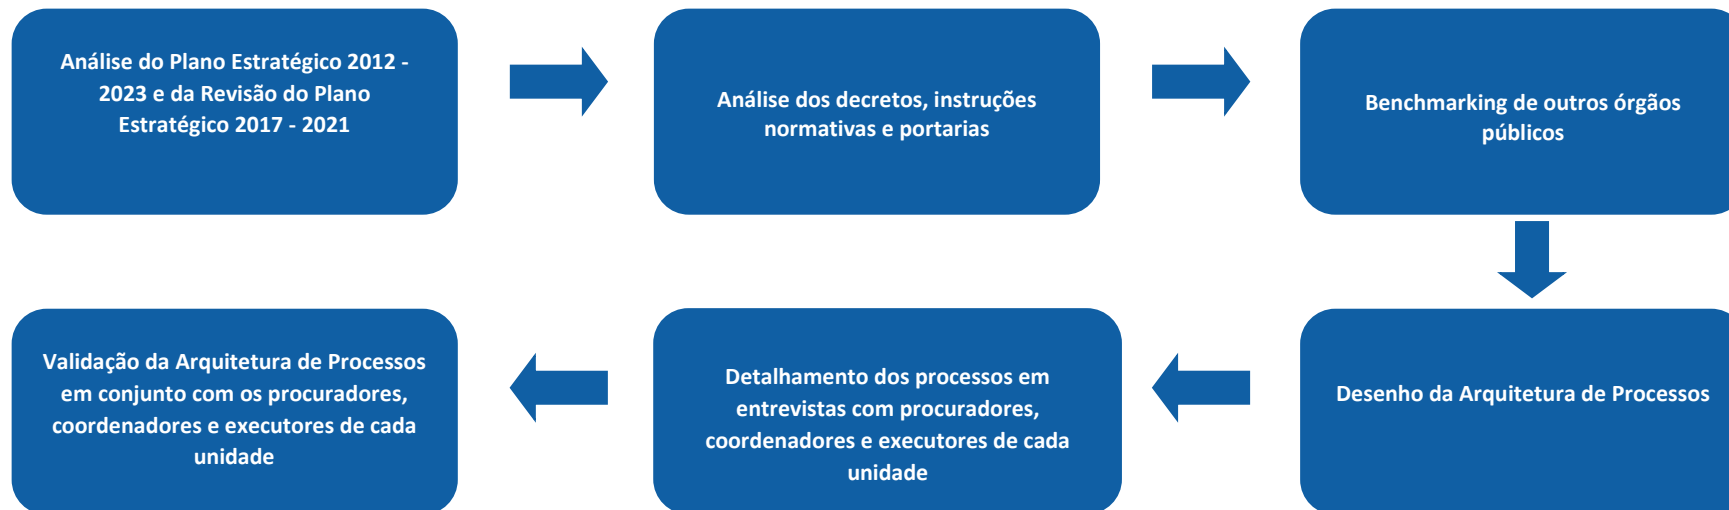 Análise do Plano Estratégico 2012 -
2023 e da Revisão do Plano
Estratégico 2017 - 2021
Análise dos decretos, instruções
normativas e portarias
Benchmarking de outros órgãos
públicos
Desenho da Arquitetura de Processos
Detalhamento dos processos em
entrevistas com procuradores,
coordenadores e executores de cada
unidade
Validação da Arquitetura de Processos
em conjunto com os procuradores,
coordenadores e executores de cada
unidade